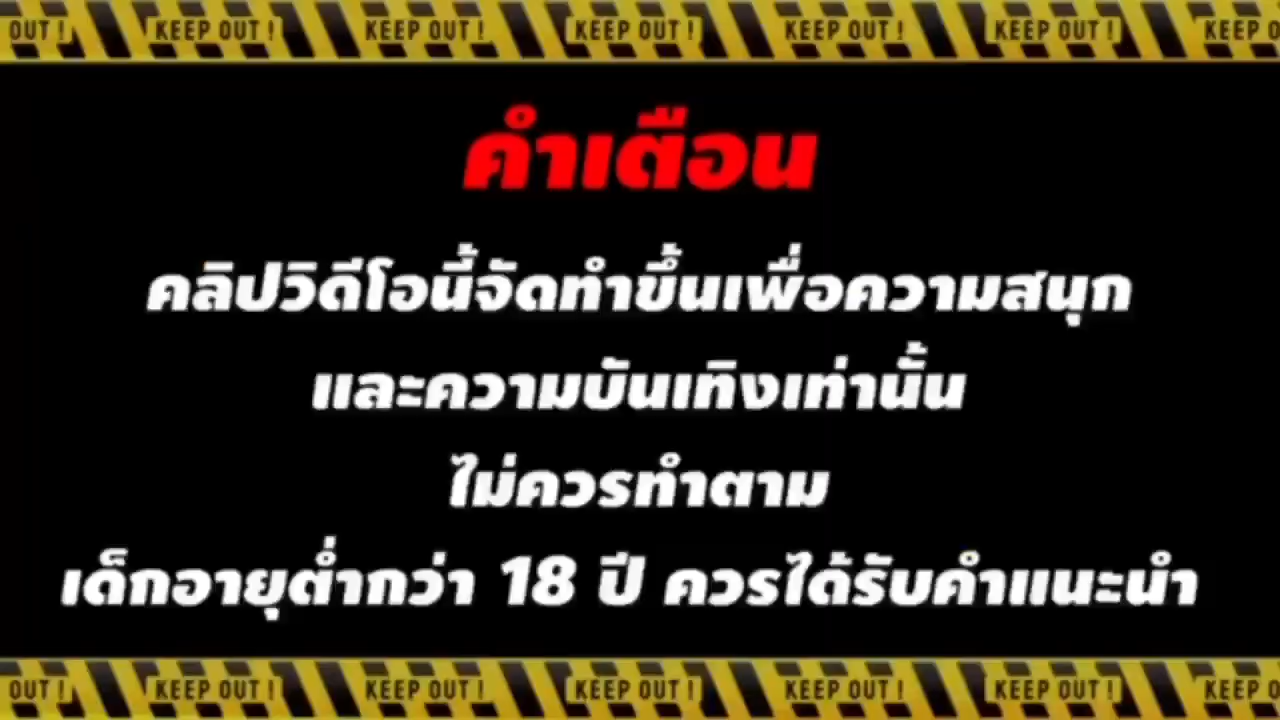 OUT ! KEEP OUT ! KEEP OUT ! KEEP OUT ! KEEP OUT ! KEEP OUT ! KEEP O
คำเตือน
คลิปวิดีโอนี้จัดทำขึ้นเพื่อความสนุก
และความบันเทิงเท่านั้น
ไม่ควรทำตาม
เด็กอายุต่ำกว่า 18 ปี ควรได้รับคำแนะนำ
OUT ! KEEP OUT ! KEEP OUT ! KEEP OUT ! KEEP OUT ! KEEP OUT ! KEEP O